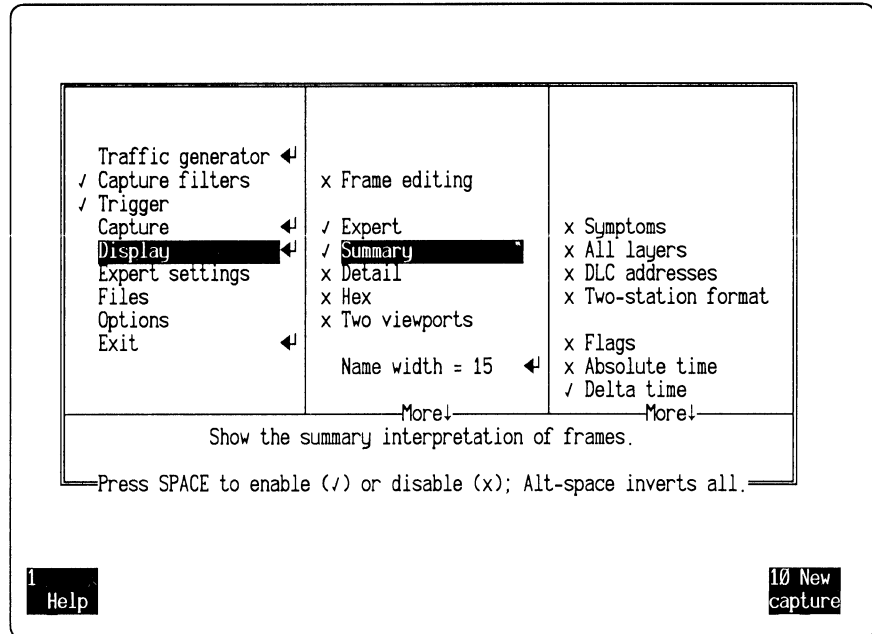 Traffic generator ◄┘
√ Capture filters
√ Trigger
Capture ◄┘
Display ◄┘
Expert settings
Files
Options
Exit ◄┘
x Frame editing
√ Expert
√ Summary
x Detail
x Hex
x Two viewports
Name width = 15 ◄┘
More↓
x Symptoms
x All layers
x DLC addresses
x Two-station format
x Flags
x Absolute time
√ Delta time
More↓
Show the summary interpretation of frames.
Press SPACE to enable (√) or disable (x); Alt-space inverts all.
1
Help
10 New
capture